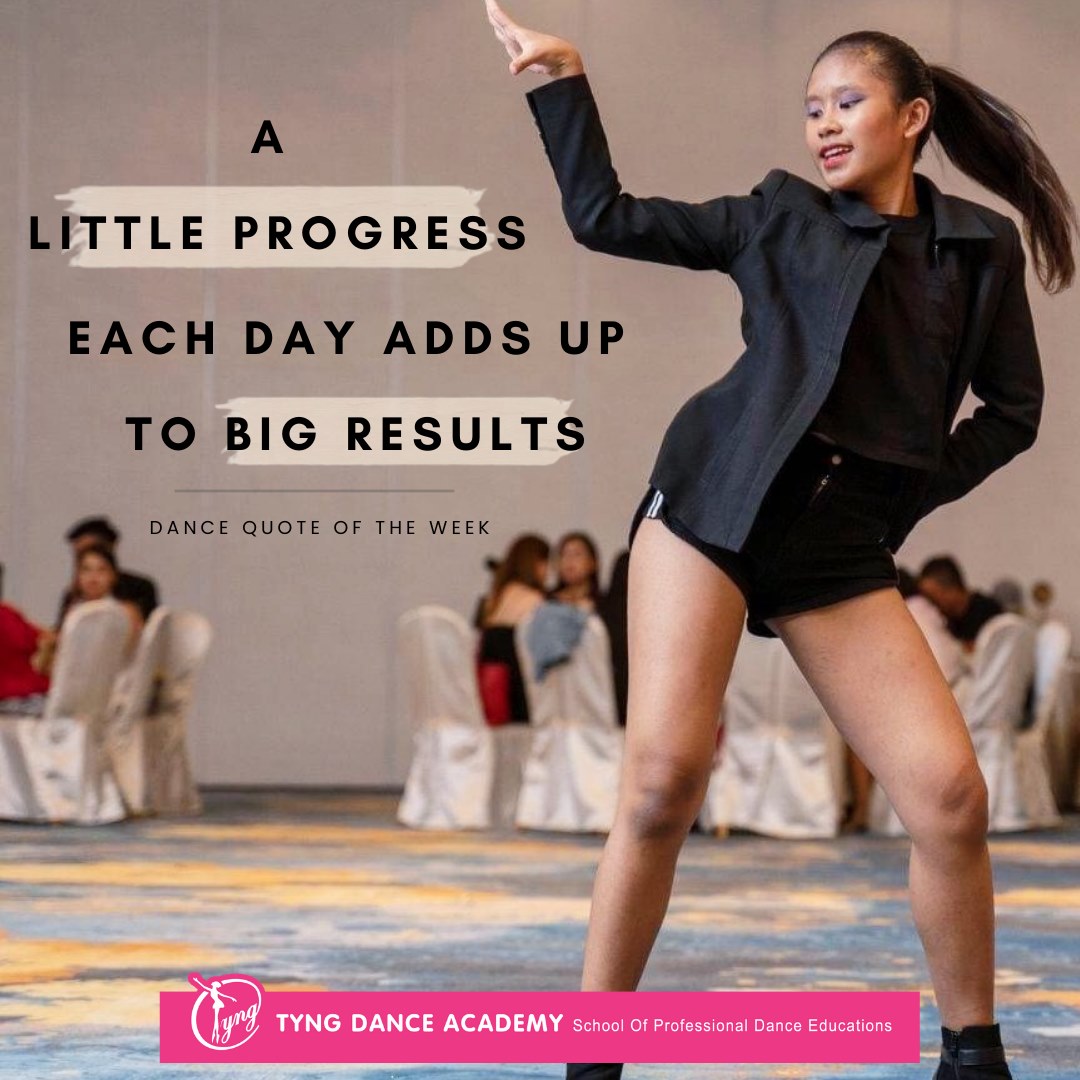 A
LITTLE PROGRESS
EACH DAY ADDS UP
TO BIG RESULTS
DANCE QUOTE OF THE WEEK
Tyng
TYNG DANCE ACADEMY School Of Professional Dance Educations